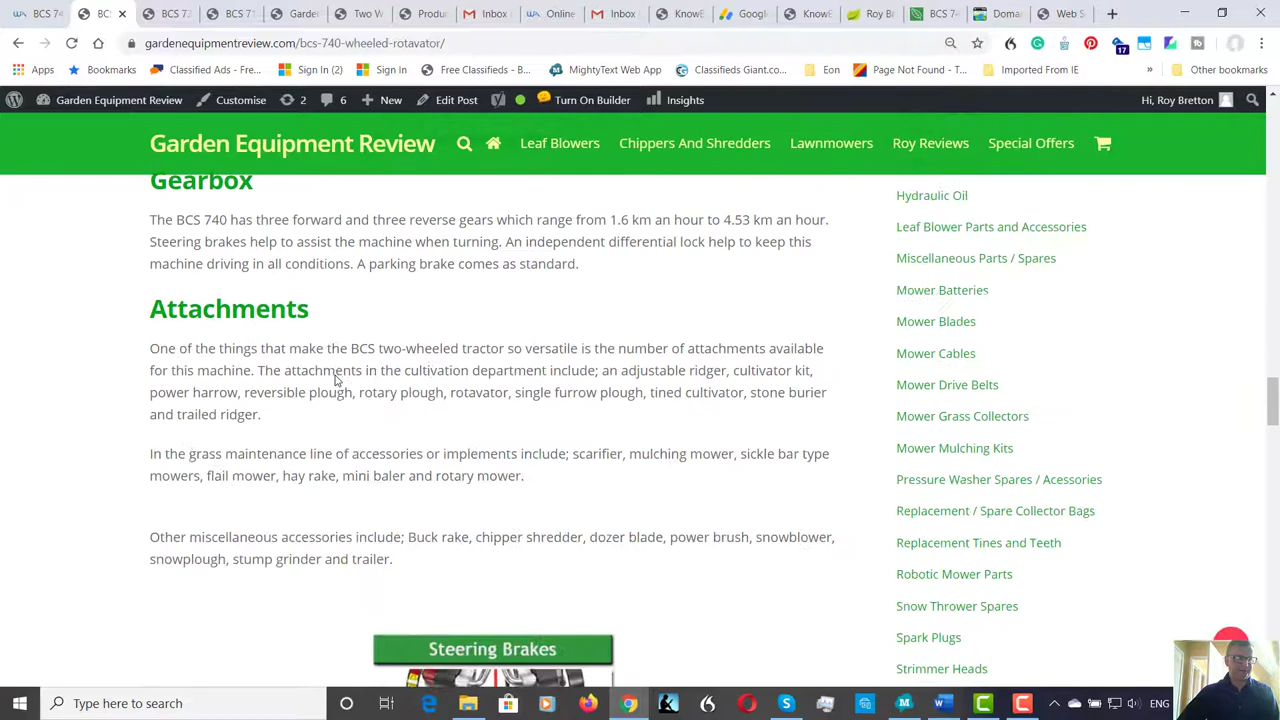 BCS 74
BCS
BCS 73
BCS 7
Garder
Two W
Produ
Inbox
Online
Inbox
KnowE
Google
KnowE
Roy Br
BCS 74
Domai
Web S
gardenequipmentreview.com/bcs-740-wheeled-rotavator/
17
Apps
Bookmarks
Classified Ads - Fre...
Sign In (2)
Sign In
Free Classifieds - B...
MightyText Web App
Classifieds Giant.co...
Eon
Page Not Found - T...
Imported From IE
»
Other bookmarks
Garden Equipment Review
Customise
2
6
New
Edit Post
Turn On Builder
Insights
Hi, Roy Bretton
Garden Equipment Review
Leaf Blowers
Chippers And Shredders
Lawnmowers
Roy Reviews
Special Offers
Gearbox
The BCS 740 has three forward and three reverse gears which range from 1.6 km an hour to 4.53 km an hour.
Steering brakes help to assist the machine when turning. An independent differential lock help to keep this
machine driving in all conditions. A parking brake comes as standard.
Attachments
One of the things that make the BCS two-wheeled tractor so versatile is the number of attachments available
for this machine. The attachments in the cultivation department include; an adjustable ridger, cultivator kit,
power harrow, reversible plough, rotary plough, rotavator, single furrow plough, tined cultivator, stone burier
and trailed ridger.
In the grass maintenance line of accessories or implements include; scarifier, mulching mower, sickle bar type
mowers, flail mower, hay rake, mini baler and rotary mower.
Other miscellaneous accessories include; Buck rake, chipper shredder, dozer blade, power brush, snowblower,
snowplough, stump grinder and trailer.
Steering Brakes
Hydraulic Oil
Leaf Blower Parts and Accessories
Miscellaneous Parts / Spares
Mower Batteries
Mower Blades
Mower Cables
Mower Drive Belts
Mower Grass Collectors
Mower Mulching Kits
Pressure Washer Spares / Acessories
Replacement / Spare Collector Bags
Replacement Tines and Teeth
Robotic Mower Parts
Snow Thrower Spares
Spark Plugs
Strimmer Heads
Type here to search
ENG